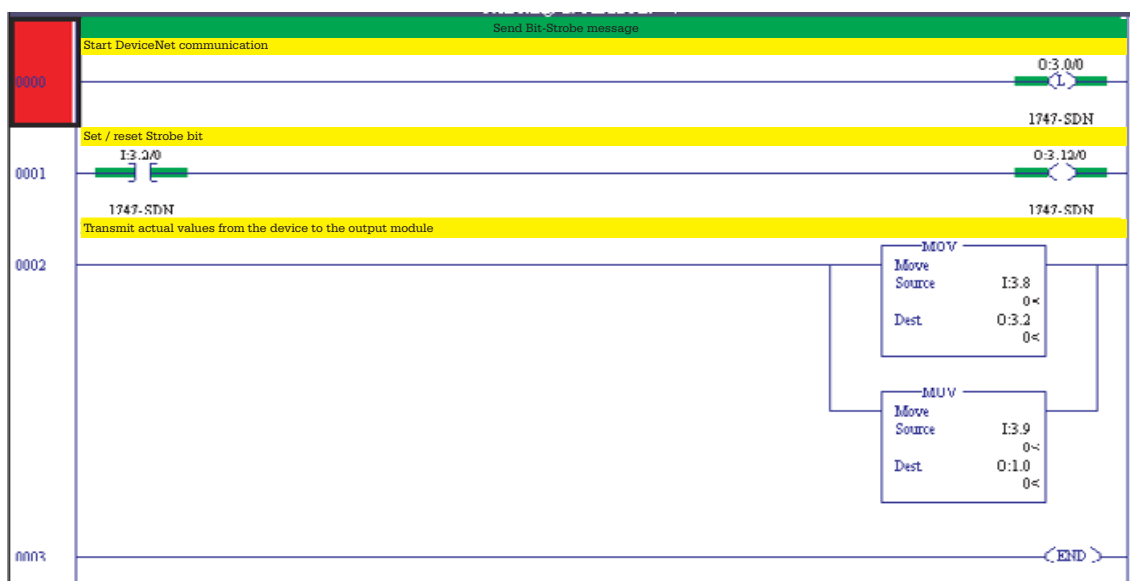 Send Bit-Strobe message
Start DeviceNet communication
0000
O:3.0/0
L
1747-SDN
Set / reset Strobe bit
0001
I:3.2/0
O:3.12/0
1747-SDN
1747-SDN
Transmit actual values from the device to the output module
0002
MOV
Move
Source I:3.8
0<
Dest O:3.2
0<
MOV
Move
Source I:3.9
0<
Dest O:1.0
0<
0003
END